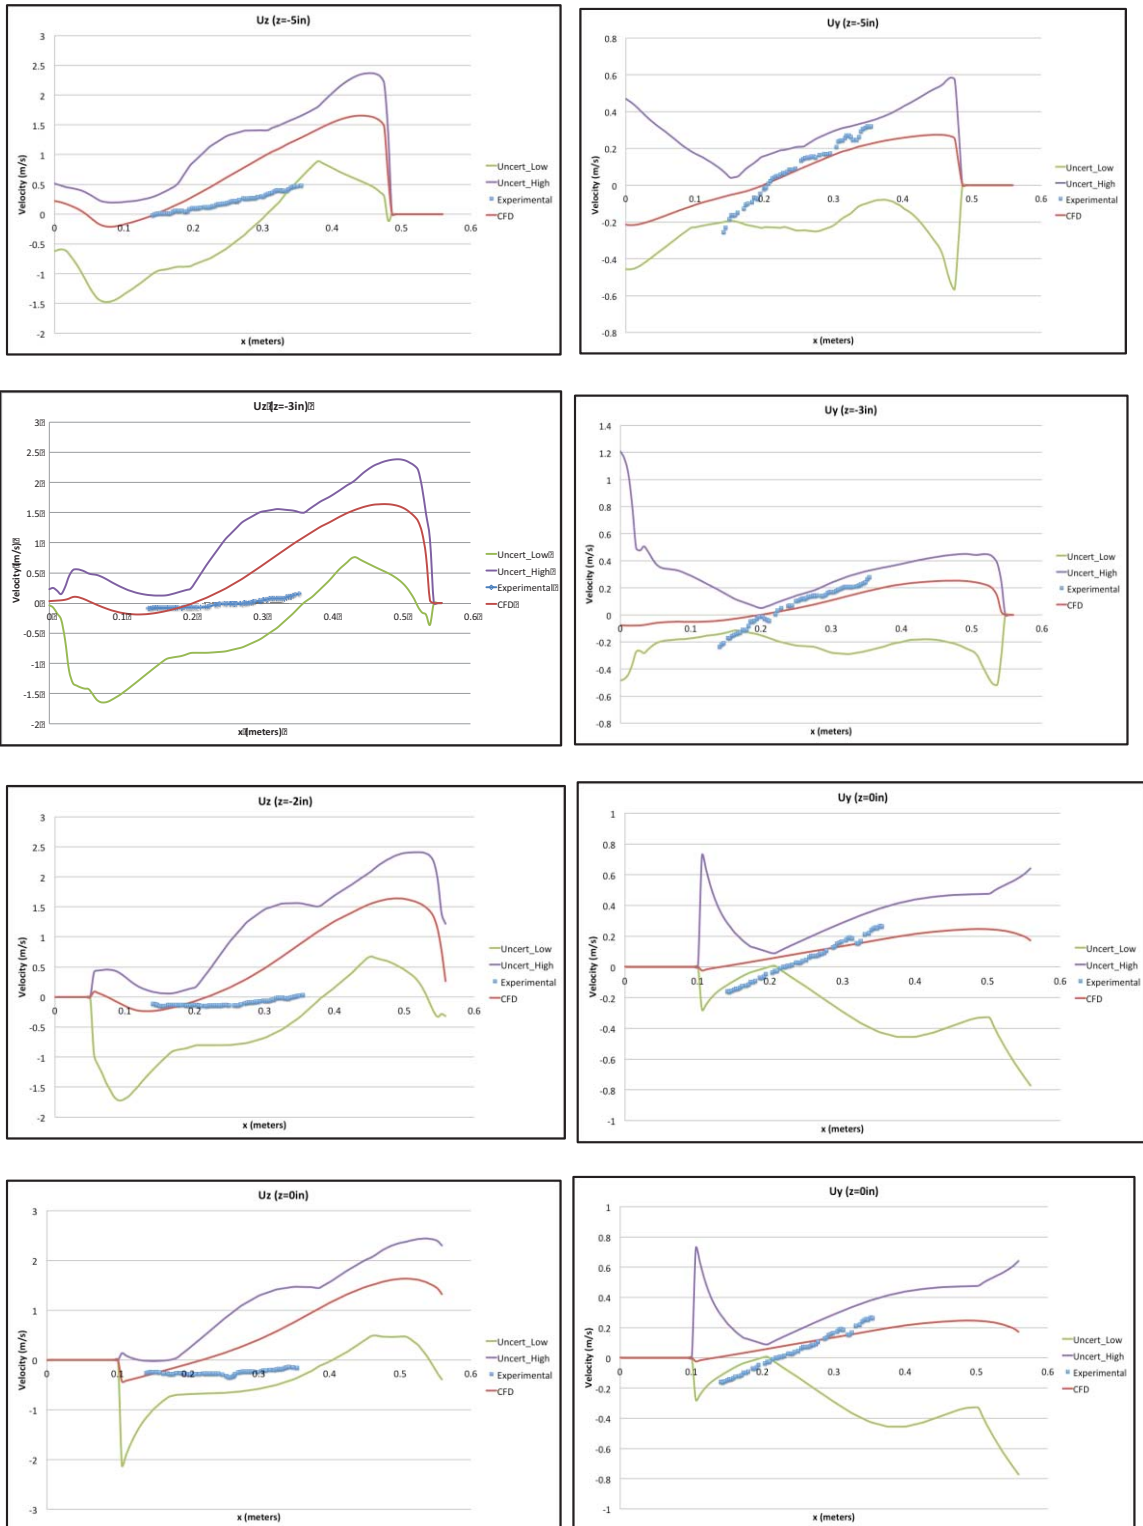 Uz (z=-5in)
3
2.5
2
1.5
1
0.5
0
-0.5
-1
-1.5
-2
0 0.1 0.2 0.3 0.4 0.5 0.6
Velocity (m/s)
x (meters)
Uncert_Low
Uncert_High
Experimental
CFD
Uy (z=-5in)
0.8
0.6
0.4
0.2
0
-0.2
-0.4
-0.6
-0.8
0 0.1 0.2 0.3 0.4 0.5 0.6
Velocity (m/s)
x (meters)
Uncert_Low
Uncert_High
Experimental
CFD
Uz (z=-3in)
3
2.5
2
1.5
1
0.5
0
-0.5
-1
-1.5
-2
0 0.1 0.2 0.3 0.4 0.5 0.6
Velocity (m/s)
x (meters)
Uncert_Low
Uncert_High
Experimental
CFD
Uy (z=-3in)
1.4
1.2
1
0.8
0.6
0.4
0.2
0
-0.2
-0.4
-0.6
-0.8
0 0.1 0.2 0.3 0.4 0.5 0.6
Velocity (m/s)
x (meters)
Uncert_Low
Uncert_High
Experimental
CFD
Uz (z=-2in)
3
2.5
2
1.5
1
0.5
0
-0.5
-1
-1.5
-2
0 0.1 0.2 0.3 0.4 0.5 0.6
Velocity (m/s)
x (meters)
Uncert_Low
Uncert_High
Experimental
CFD
Uy (z=0in)
1
0.8
0.6
0.4
0.2
0
-0.2
-0.4
-0.6
-0.8
-1
0 0.1 0.2 0.3 0.4 0.5 0.6
Velocity (m/s)
x (meters)
Uncert_Low
Uncert_High
Experimental
CFD
Uz (z=0in)
3
2
1
0
-1
-2
-3
0 0.1 0.2 0.3 0.4 0.5 0.6
Velocity (m/s)
x (meters)
Uncert_Low
Uncert_High
Experimental
CFD
Uy (z=0in)
1
0.8
0.6
0.4
0.2
0
-0.2
-0.4
-0.6
-0.8
-1
0 0.1 0.2 0.3 0.4 0.5 0.6
Velocity (m/s)
x (meters)
Uncert_Low
Uncert_High
Experimental
CFD